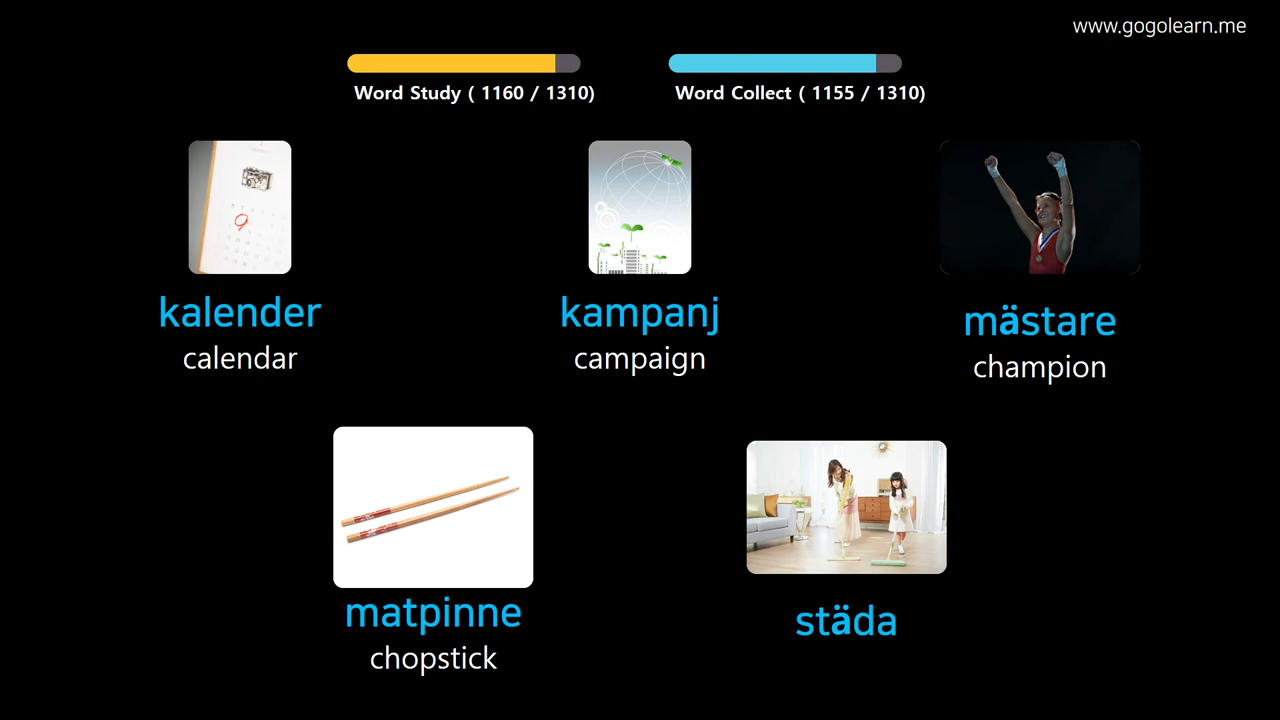 www.gogolearn.me
Word Study ( 1160 / 1310)
Word Collect ( 1155 / 1310)
kalender
calendar
kampanj
campaign
mästare
champion
matpinne
chopstick
städa